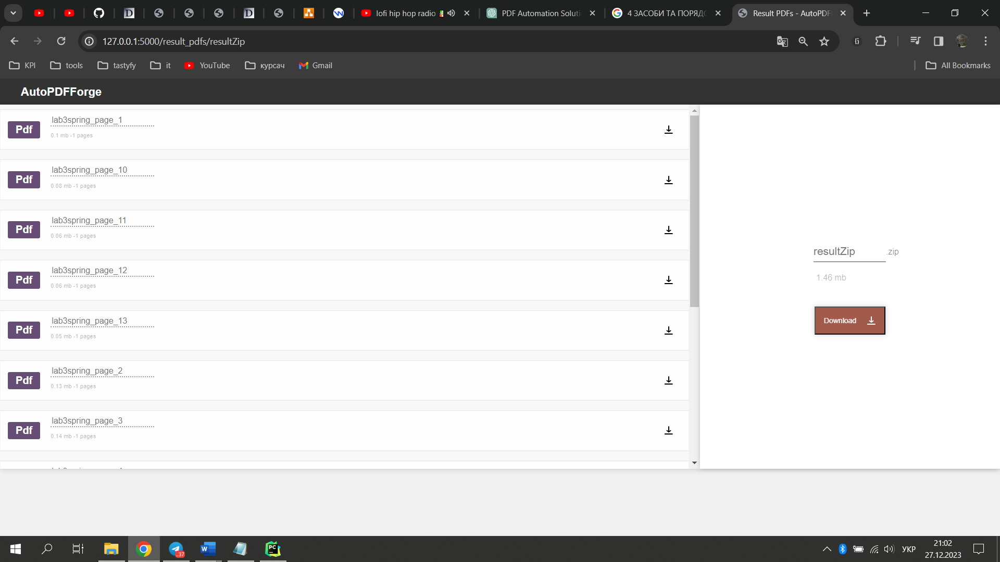 lofi hip hop radio
PDF Automation Soluti
4 ЗАСОБИ ТА ПОРЯДО
Result PDFs - AutoPDF
127.0.0.1:5000/result_pdfs/resultZip
KPI
tools
tastyfy
it
YouTube
курсач
Gmail
All Bookmarks
AutoPDFForge
Pdf
lab3spring_page_1
0.1 mb -1 pages
Pdf
lab3spring_page_10
0.08 mb -1 pages
Pdf
lab3spring_page_11
0.06 mb -1 pages
Pdf
lab3spring_page_12
0.06 mb -1 pages
Pdf
lab3spring_page_13
0.05 mb -1 pages
Pdf
lab3spring_page_2
0.13 mb -1 pages
Pdf
lab3spring_page_3
0.14 mb -1 pages
resultZip .zip
1.46 mb
Download
..37
УКР
21:02
27.12.2023